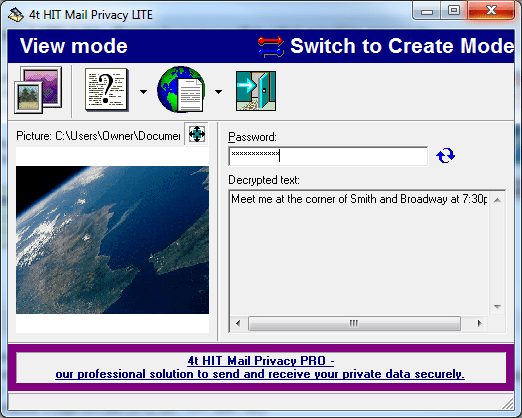 4t HIT Mail Privacy LITE
View mode
Switch to Create Mode
Picture: C:\Users\Owner\Documen
Password:
************
Decrypted text:
Meet me at the corner of Smith and Broadway at 7:30p
4t HIT Mail Privacy PRO -
our professional solution to send and receive your private data securely.